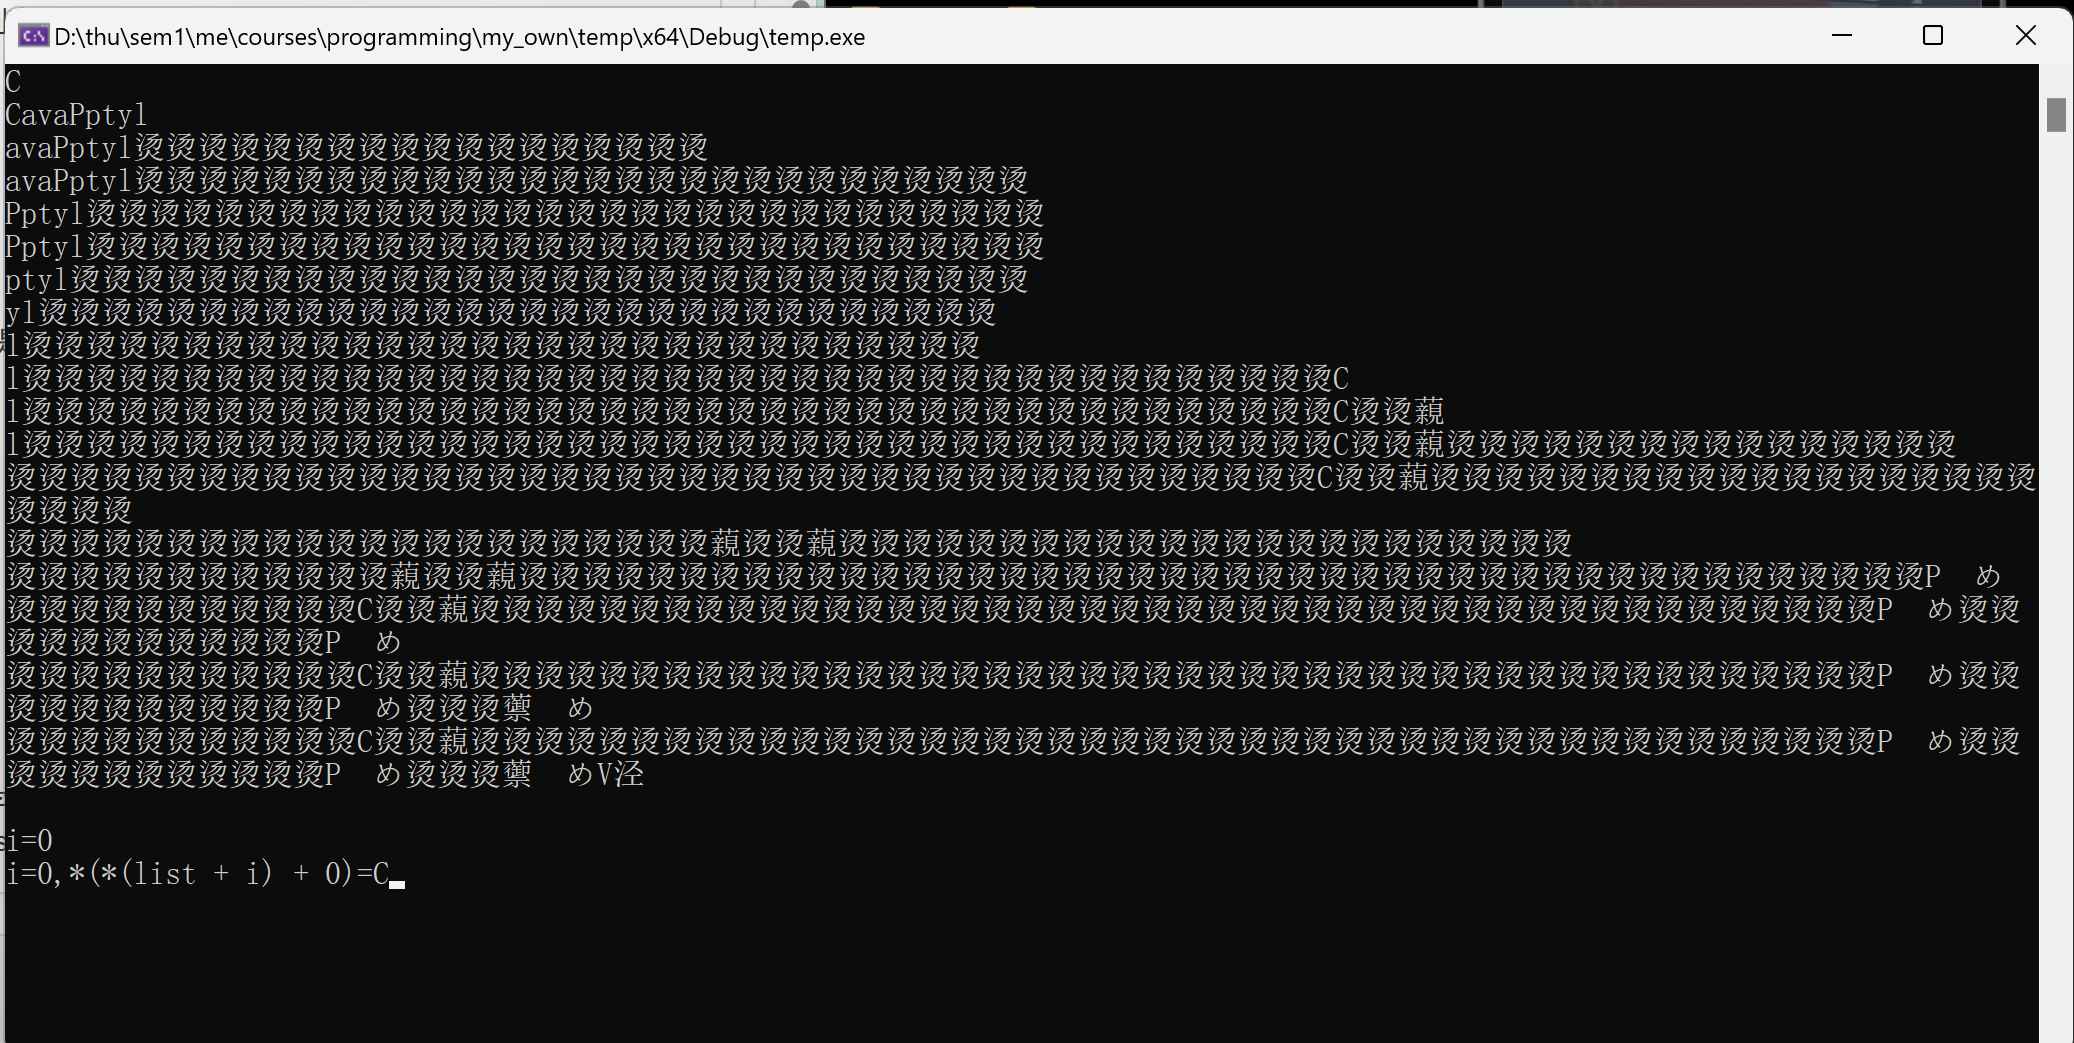 D:\thu\sem1\me\courses\programming\my_own\temp\x64\Debug\temp.exe
C
CavaPptyl
avaPptyl烫烫烫烫烫烫烫烫烫烫烫烫烫烫烫烫烫烫
avaPptyl烫烫烫烫烫烫烫烫烫烫烫烫烫烫烫烫烫烫烫烫烫烫烫烫烫烫烫烫
Pptyl烫烫烫烫烫烫烫烫烫烫烫烫烫烫烫烫烫烫烫烫烫烫烫烫烫烫烫烫烫烫
Pptyl烫烫烫烫烫烫烫烫烫烫烫烫烫烫烫烫烫烫烫烫烫烫烫烫烫烫烫烫烫烫
ptyl烫烫烫烫烫烫烫烫烫烫烫烫烫烫烫烫烫烫烫烫烫烫烫烫烫烫烫烫烫烫
yl烫烫烫烫烫烫烫烫烫烫烫烫烫烫烫烫烫烫烫烫烫烫烫烫烫烫烫烫烫烫
l烫烫烫烫烫烫烫烫烫烫烫烫烫烫烫烫烫烫烫烫烫烫烫烫烫烫烫烫烫烫
l烫烫烫烫烫烫烫烫烫烫烫烫烫烫烫烫烫烫烫烫烫烫烫烫烫烫烫烫烫烫烫烫烫烫烫烫烫烫烫烫烫C
l烫烫烫烫烫烫烫烫烫烫烫烫烫烫烫烫烫烫烫烫烫烫烫烫烫烫烫烫烫烫烫烫烫烫烫烫烫烫烫烫烫C烫烫藽
l烫烫烫烫烫烫烫烫烫烫烫烫烫烫烫烫烫烫烫烫烫烫烫烫烫烫烫烫烫烫烫烫烫烫烫烫烫烫烫烫烫C烫烫藽烫烫烫烫烫烫烫烫烫烫烫烫烫烫烫烫
烫烫烫烫烫烫烫烫烫烫烫烫烫烫烫烫烫烫烫烫烫烫烫烫烫烫烫烫烫烫烫烫烫烫烫烫烫烫烫烫烫C烫烫藽烫烫烫烫烫烫烫烫烫烫烫烫烫烫烫烫烫烫烫
烫烫烫烫
烫烫烫烫烫烫烫烫烫烫烫烫烫烫烫烫烫烫烫烫烫烫藽烫烫藽烫烫烫烫烫烫烫烫烫烫烫烫烫烫烫烫烫烫烫烫烫烫烫
烫烫烫烫烫烫烫烫烫烫烫烫藽烫烫藽烫烫烫烫烫烫烫烫烫烫烫烫烫烫烫烫烫烫烫烫烫烫烫烫烫烫烫烫烫烫烫烫烫烫烫烫烫烫烫烫烫烫烫烫P  め
烫烫烫烫烫烫烫烫烫烫烫C烫烫藽烫烫烫烫烫烫烫烫烫烫烫烫烫烫烫烫烫烫烫烫烫烫烫烫烫烫烫烫烫烫烫烫烫烫烫烫烫烫烫烫烫烫烫烫P  め烫烫
烫烫烫烫烫烫烫烫烫烫P  め
烫烫烫烫烫烫烫烫烫烫烫C烫烫藽烫烫烫烫烫烫烫烫烫烫烫烫烫烫烫烫烫烫烫烫烫烫烫烫烫烫烫烫烫烫烫烫烫烫烫烫烫烫烫烫烫烫烫烫P  め烫烫
烫烫烫烫烫烫烫烫烫烫P  め烫烫烫蘌  め
烫烫烫烫烫烫烫烫烫烫烫C烫烫藽烫烫烫烫烫烫烫烫烫烫烫烫烫烫烫烫烫烫烫烫烫烫烫烫烫烫烫烫烫烫烫烫烫烫烫烫烫烫烫烫烫烫烫烫P  め烫烫
烫烫烫烫烫烫烫烫烫烫P  め烫烫烫蘌  めV泾
i=0
i=0,*(*(list + i) + 0)=C